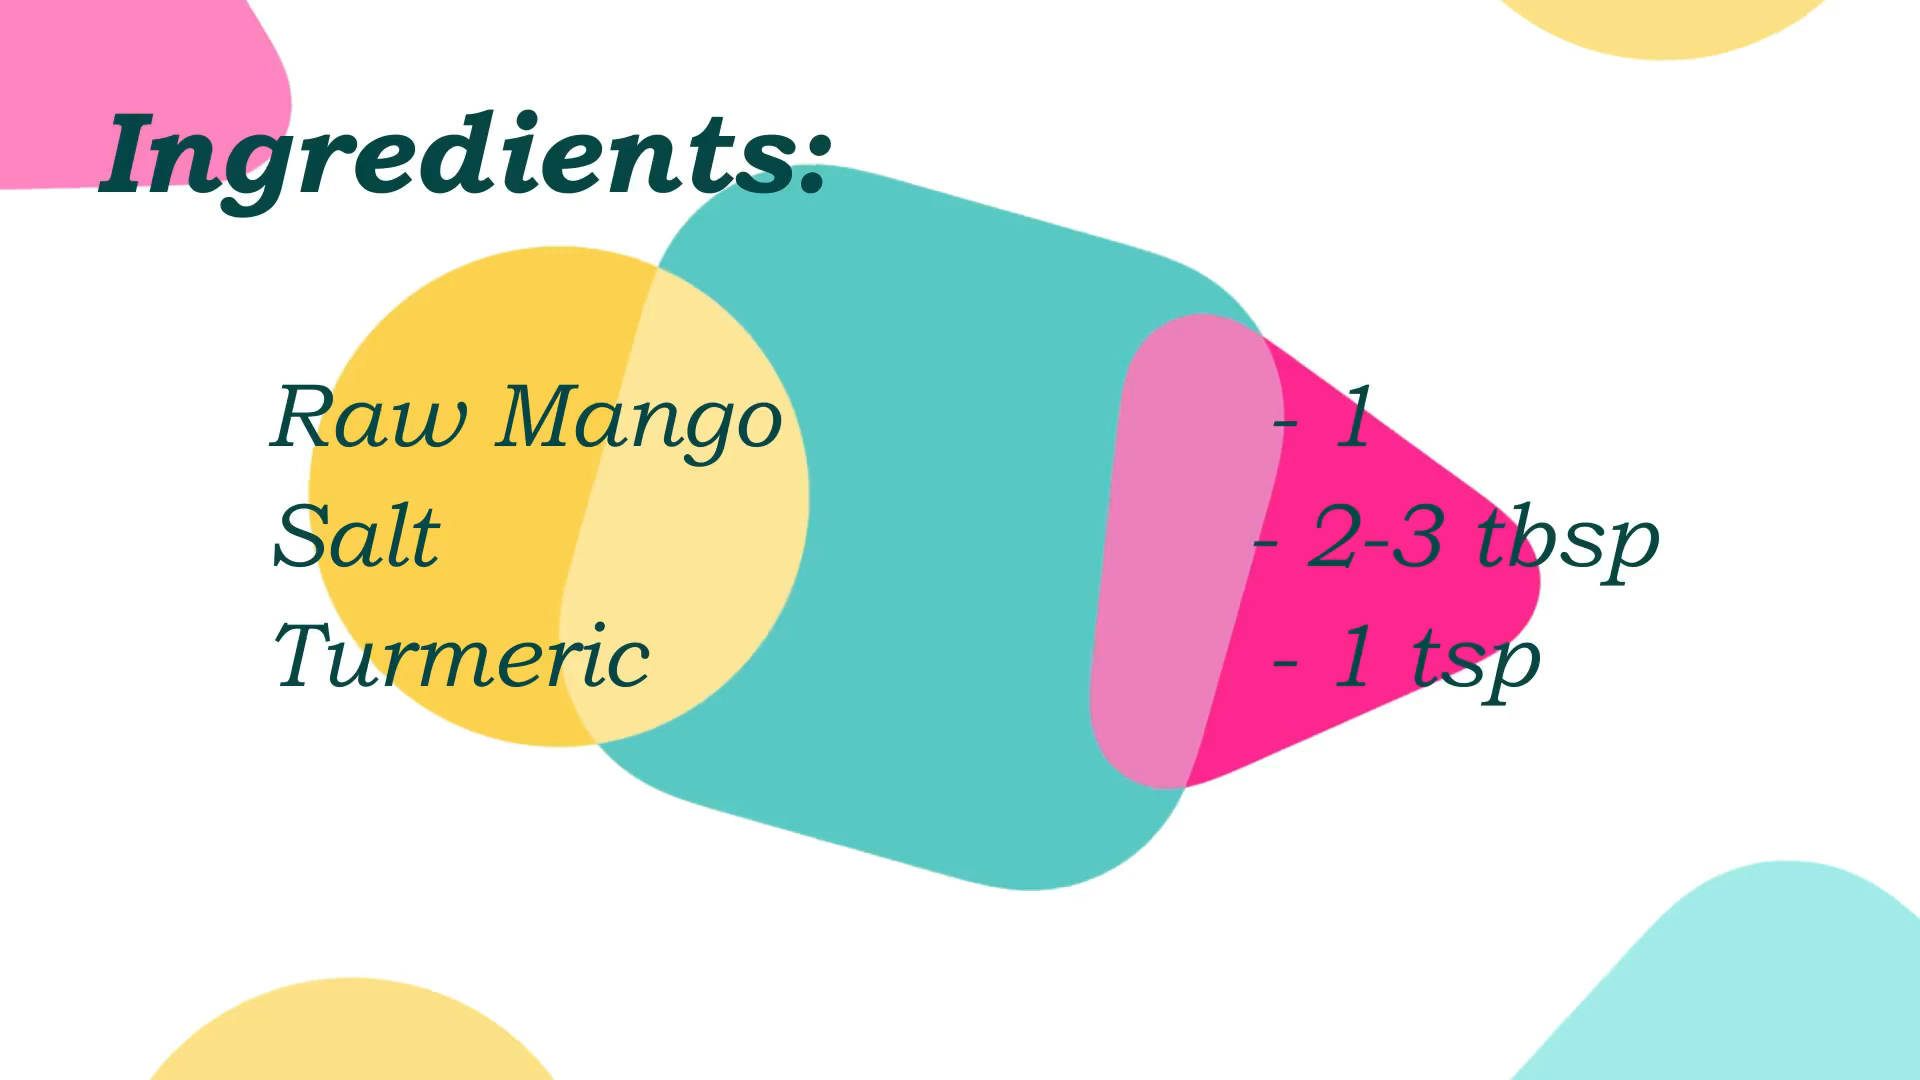 Ingredients:
Raw Mango - 1
Salt - 2-3 tbsp
Turmeric - 1 tsp